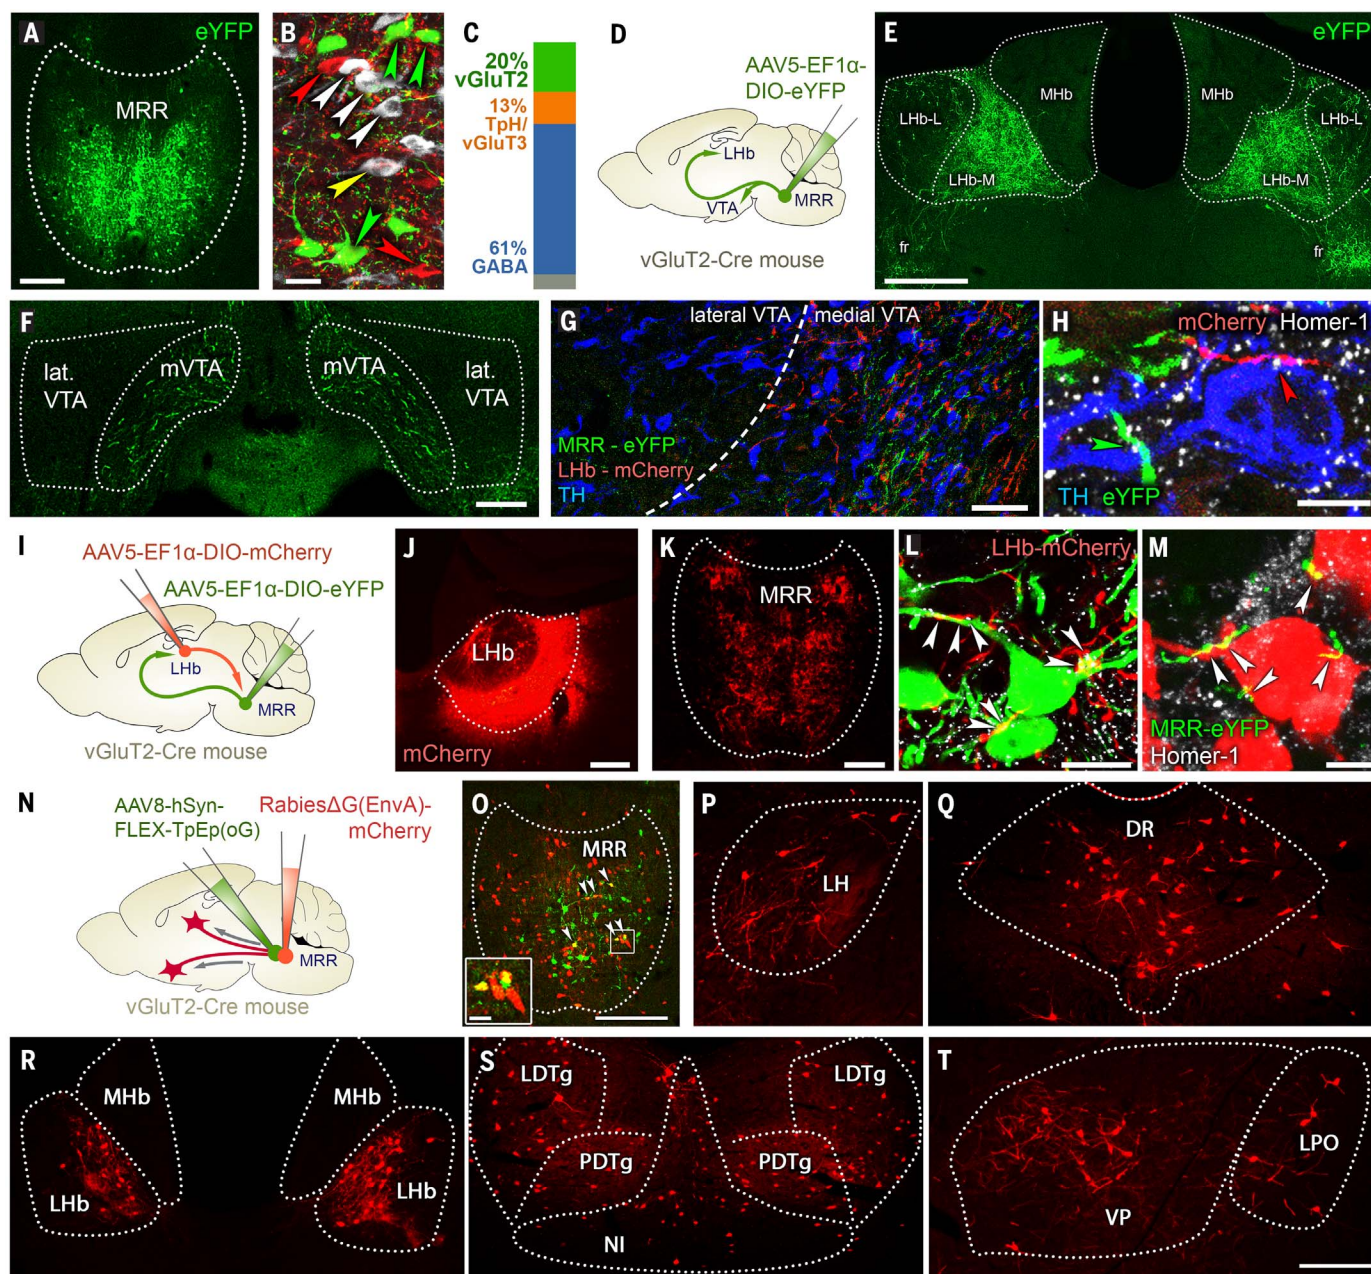 A
eYFP
MRR
B
C
20%
vGluT2
13%
TpH/
vGluT3
61%
GABA
D
AAV5-EF1α-
DIO-eYFP
LHb
VTA
MRR
vGluT2-Cre mouse
E
eYFP
MHb
MHb
LHb-L
LHb-L
LHb-M
LHb-M
fr
fr
F
lat.
VTA
mVTA
mVTA
lat.
VTA
G
lateral VTA
medial VTA
MRR - eYFP
LHb - mCherry
TH
H
mCherry Homer-1
TH eYFP
I
AAV5-EF1α-DIO-mCherry
AAV5-EF1α-DIO-eYFP
LHb
MRR
vGluT2-Cre mouse
J
LHb
mCherry
K
MRR
L
LHb-mCherry
M
MRR-eYFP
Homer-1
N
AAV8-hSyn-
FLEX-TpEp(oG)
RabiesΔG(EnvA)-
mCherry
MRR
vGluT2-Cre mouse
O
MRR
P
LH
Q
DR
R
MHb
MHb
LHb
LHb
S
LDTg
LDTg
PDTg
PDTg
NI
T
LPO
VP